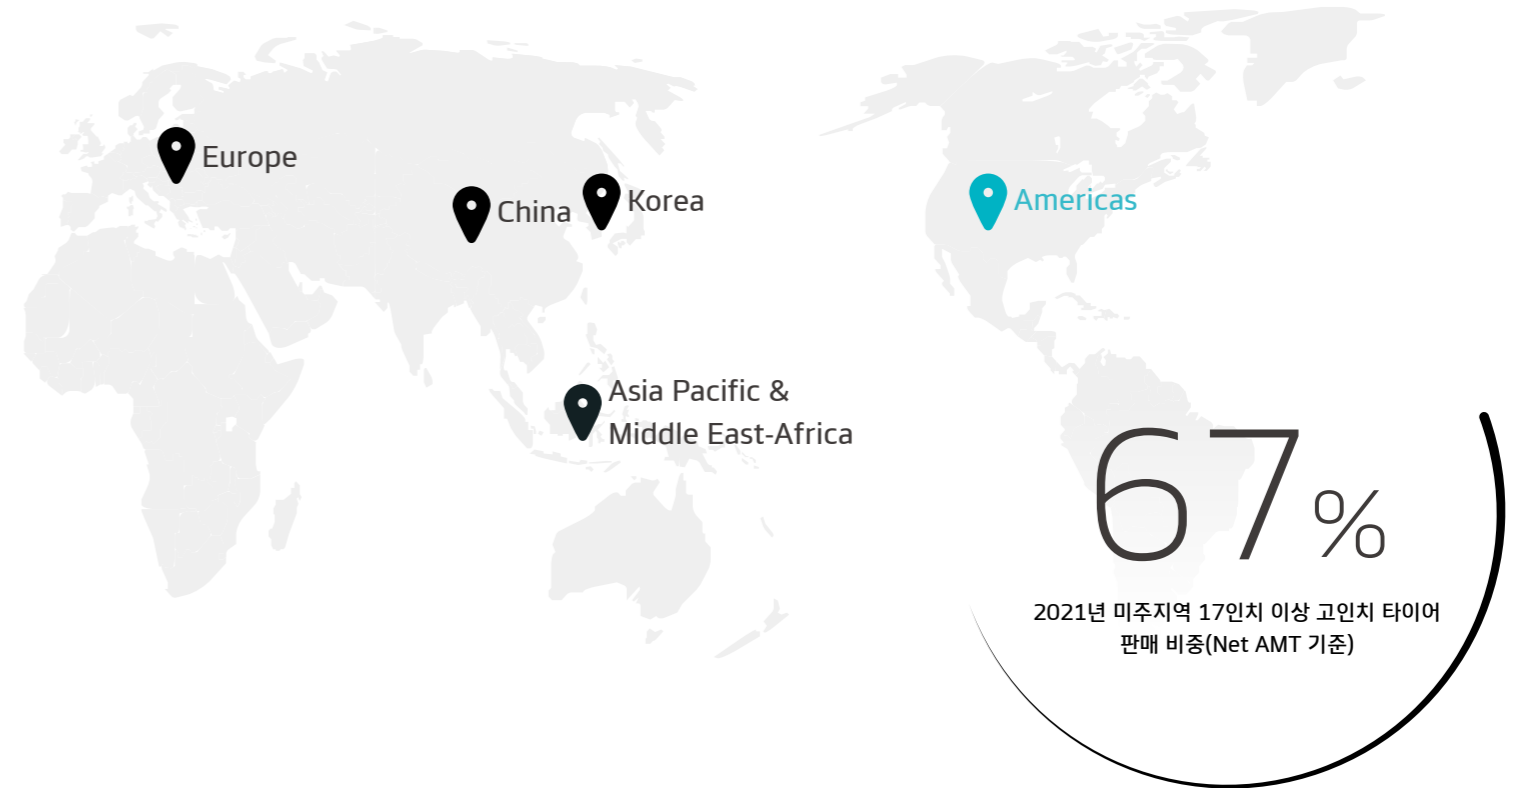 Europe
China
Korea
Americas
Asia Pacific &
Middle East-Africa
67%
2021년 미주지역 17인치 이상 고인치 타이어
판매 비중(Net AMT 기준)